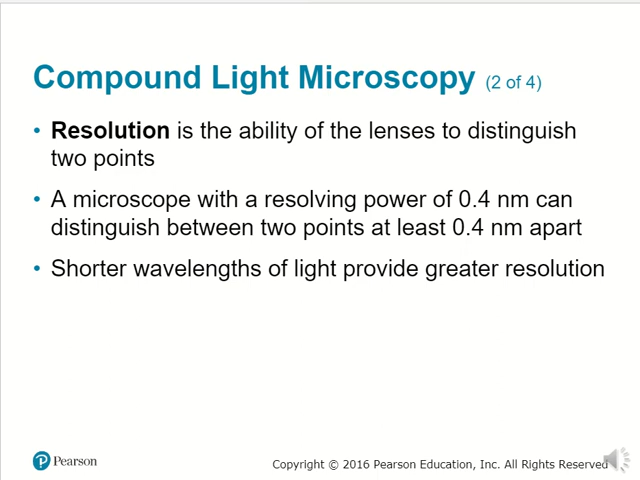 Compound Light Microscopy (2 of 4)
• Resolution is the ability of the lenses to distinguish
two points
• A microscope with a resolving power of 0.4 nm can
distinguish between two points at least 0.4 nm apart
• Shorter wavelengths of light provide greater resolution
Pearson
Copyright © 2016 Pearson Education, Inc. All Rights Reserved